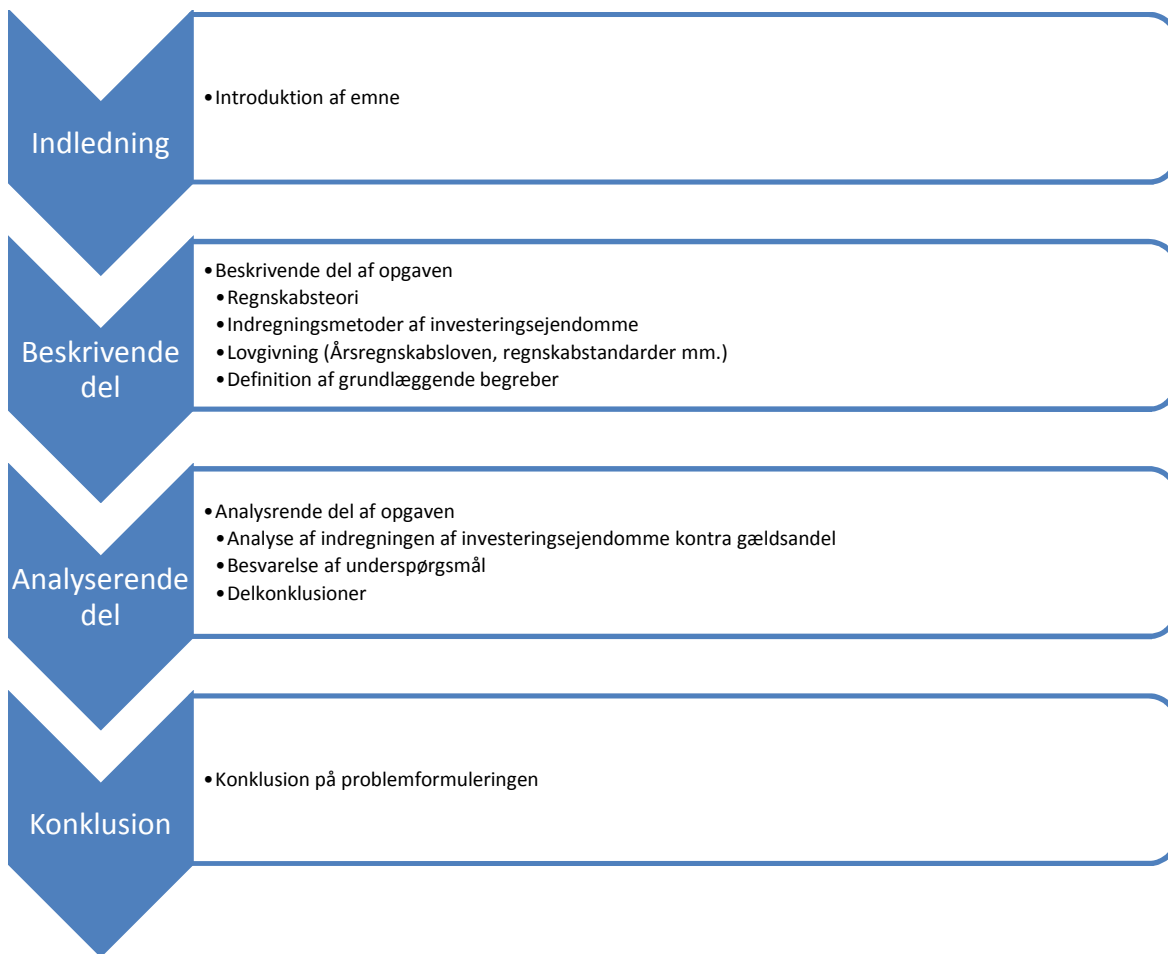 Indledning
•Introduktion af emne
Beskrivende
del
•Beskrivende del af opgaven
•Regnskabsteori
•Indregningsmetoder af investeringsejendomme
•Lovgivning (Årsregnskabsloven, regnskabstandarder mm.)
•Definition af grundlæggende begreber
Analyserende
del
•Analysrende del af opgaven
•Analyse af indregningen af investeringsejendomme kontra gældsandel
•Besvarelse af underspørgsmål
•Delkonklusioner
Konklusion
•Konklusion på problemformuleringen